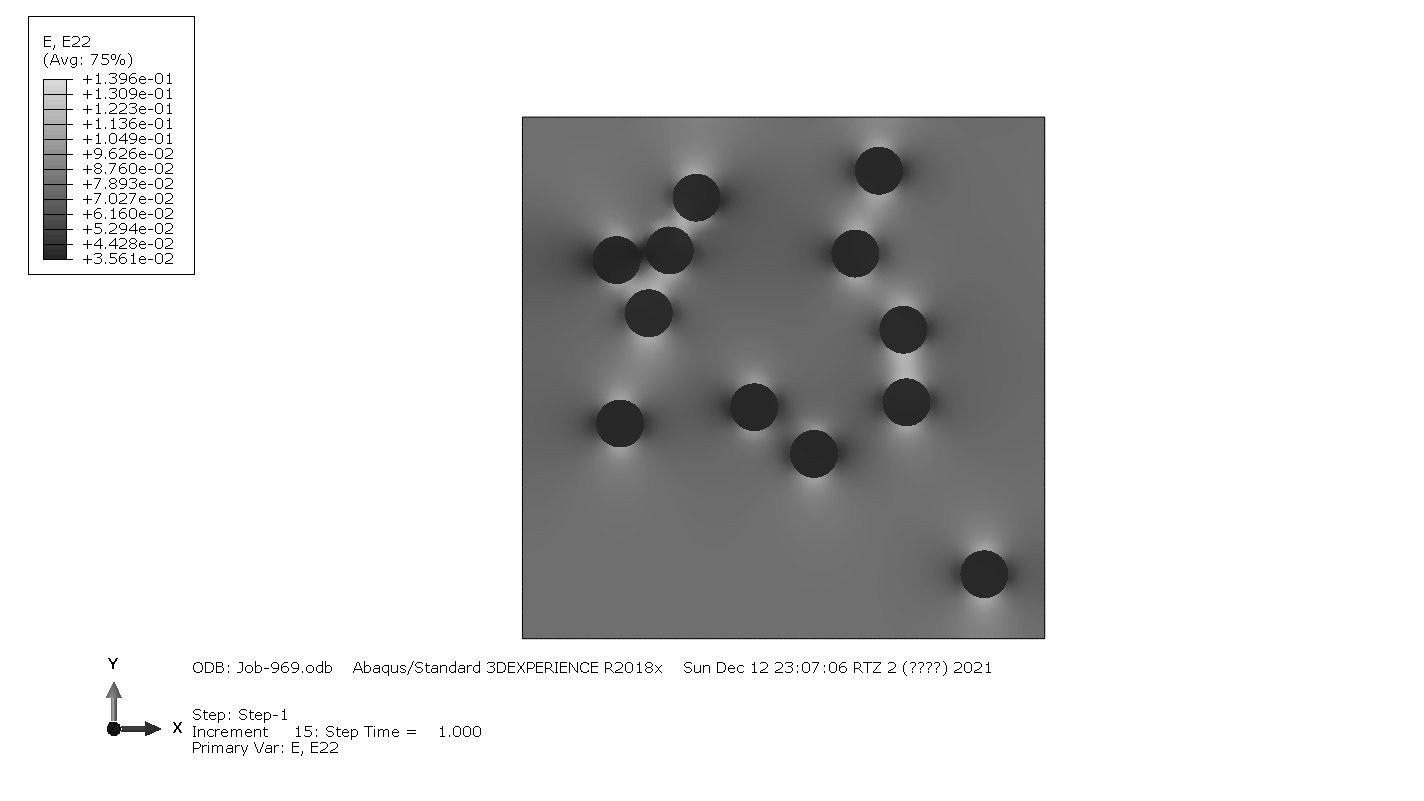 E, E22
(Avg: 75%)
+1.396e-01
+1.309e-01
+1.223e-01
+1.136e-01
+1.049e-01
+9.626e-02
+8.760e-02
+7.893e-02
+7.027e-02
+6.160e-02
+5.294e-02
+4.428e-02
+3.561e-02
Y
X
ODB: Job-969.odb Abaqus/Standard 3DEXPERIENCE R2018x Sun Dec 12 23:07:06 RTZ 2 (????) 2021
Step: Step-1
Increment 15: Step Time = 1.000
Primary Var: E, E22